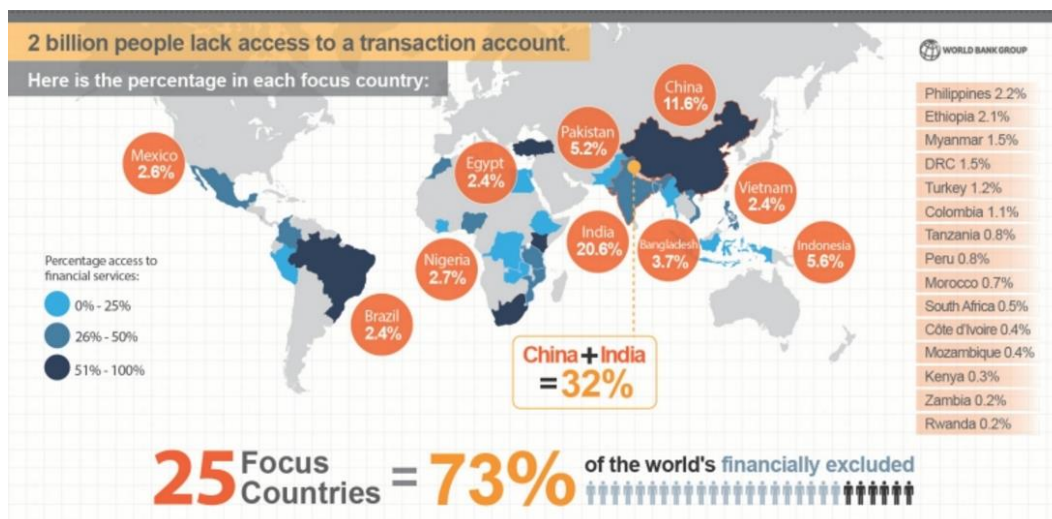 2 billion people lack access to a transaction account.
Here is the percentage in each focus country:
WORLD BANK GROUP
China
11.6%
Pakistan
5.2%
Mexico
2.6%
Egypt
2.4%
Vietnam
2.4%
India
20.6%
Bangladesh
3.7%
Indonesia
5.6%
Nigeria
2.7%
Brazil
2.4%
Percentage access to
financial services:
0% - 25%
26% - 50%
51% - 100%
China+India
=32%
Philippines 2.2%
Ethiopia 2.1%
Myanmar 1.5%
DRC 1.5%
Turkey 1.2%
Colombia 1.1%
Tanzania 0.8%
Peru 0.8%
Morocco 0.7%
South Africa 0.5%
Côte d'Ivoire 0.4%
Mozambique 0.4%
Kenya 0.3%
Zambia 0.2%
Rwanda 0.2%
25 Focus Countries = 73% of the world's financially excluded